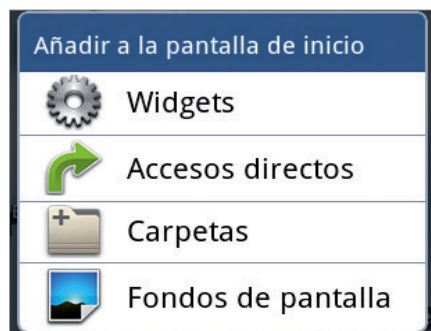 Añadir a la pantalla de inicio
Widgets
Accesos directos
Carpetas
Fondos de pantalla